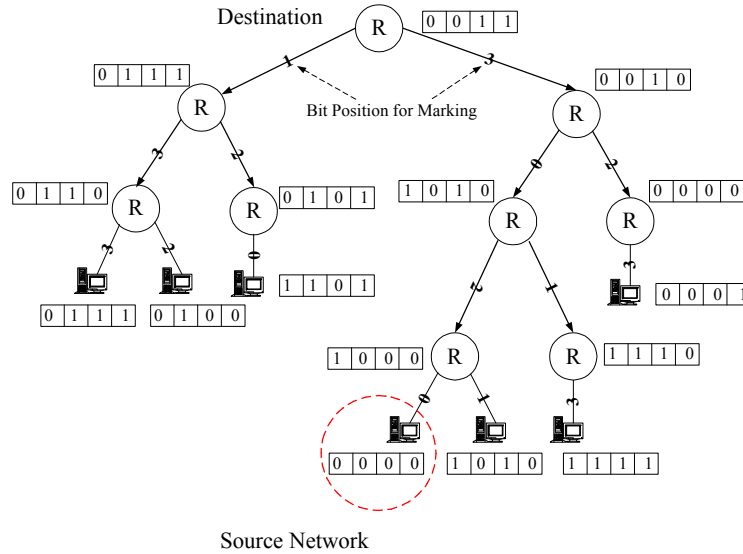 Destination
0 0 1 1
R
1
3
0 1 1 1
0 0 1 0
Bit Position for Marking
R
R
3
2
0
2
0 1 1 0
0 1 0 1
1 0 1 0
0 0 0 0
R
R
R
R
3
2
0
3
1 1 0 1
0 0 0 1
0 1 1 1
0 1 0 0
2
1
1 0 0 0
R
R
1 1 1 0
0
1
3
0 0 0 0
1 0 1 0
1 1 1 1
Source Network